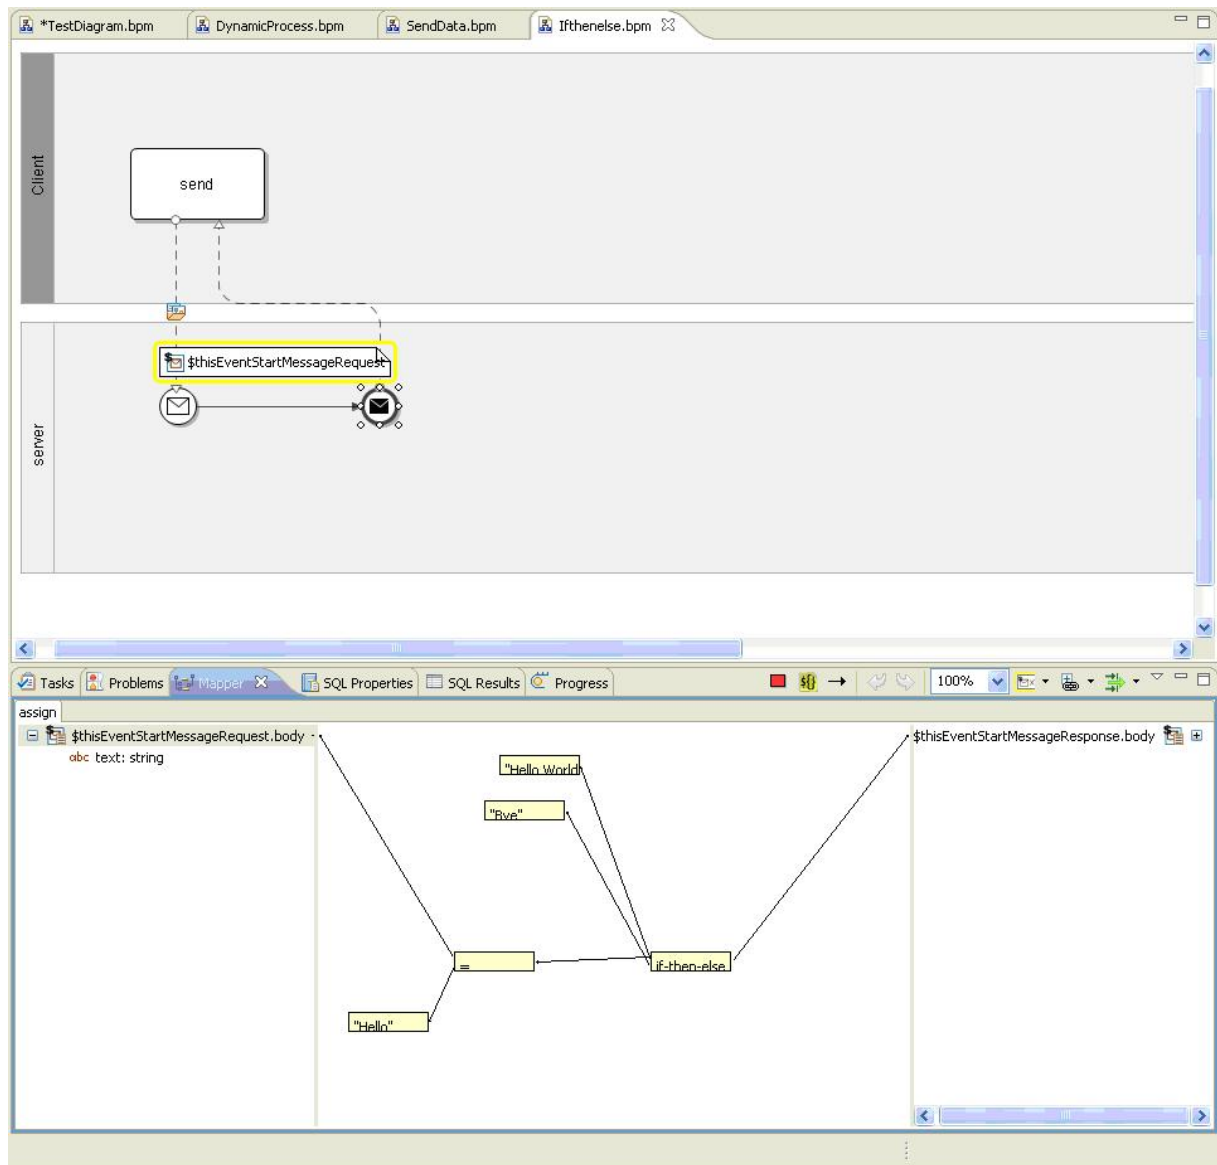 *TestDiagram.bpm DynamicProcess.bpm SendData.bpm Ifthenelse.bpm
Client
send
$thisEventStartMessageRequest
server
Tasks Problems Mapper SQL Properties SQL Results Progress 100%
assign
$thisEventStartMessageRequest.body
abc text: string
$thisEventStartMessageResponse.body
"Hello World
"Bye"
=
if-then-else
"Hello"